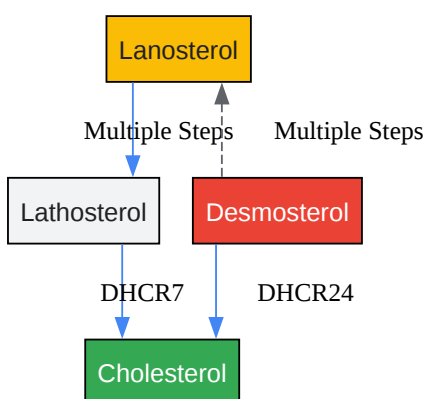 Lanosterol
Multiple Steps
Multiple Steps
Lathosterol
Desmosterol
DHCR7
DHCR24
Cholesterol